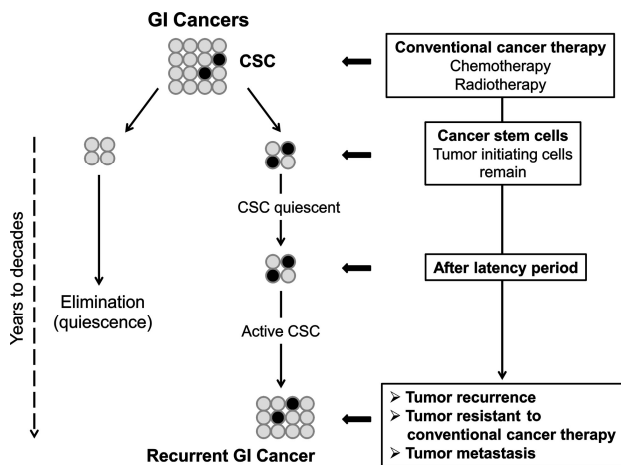 GI Cancers
CSC
Conventional cancer therapy
Chemotherapy
Radiotherapy
Cancer stem cells
Tumor initiating cells
remain
CSC quiescent
After latency period
Years to decades
Elimination
(quiescence)
Active CSC
➢ Tumor recurrence
➢ Tumor resistant to
conventional cancer therapy
➢ Tumor metastasis
Recurrent GI Cancer